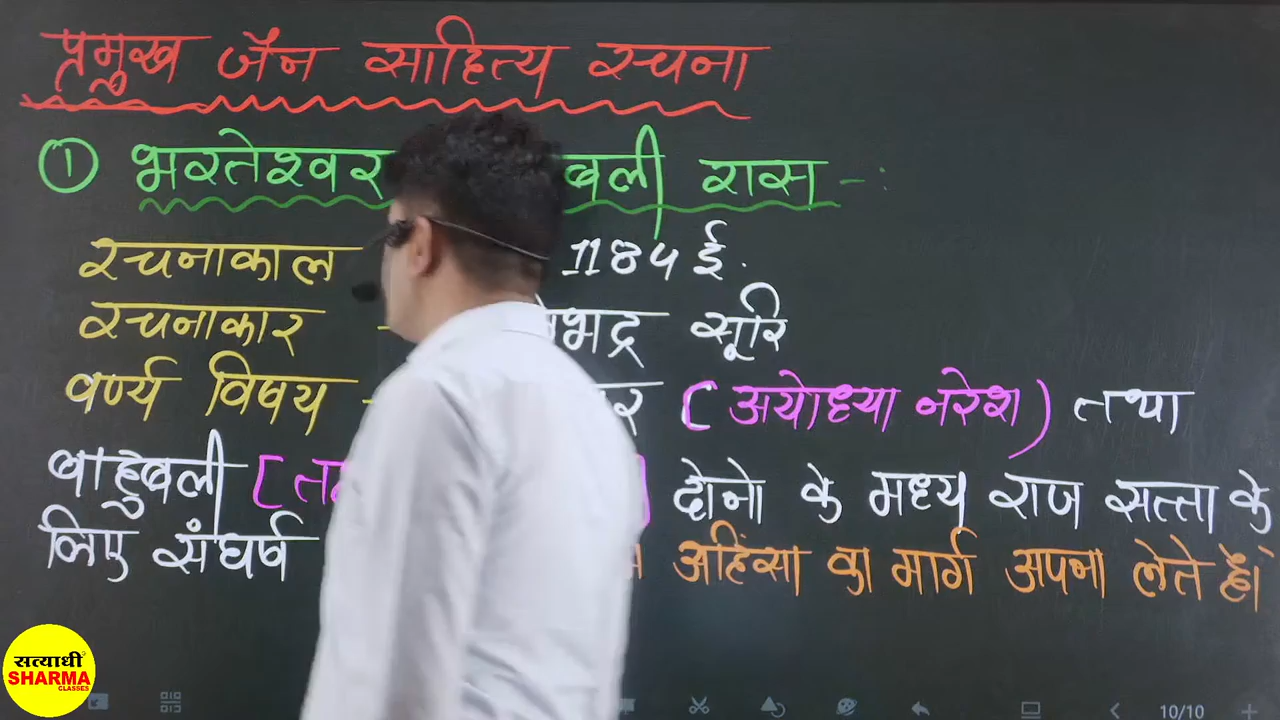 प्रमुख जैन साहित्य रचना
① भरतेश्वर बली रास -:
रचनाकाल 1184 ई.
रचनाकार - भद्र सूरि
वर्ण्य विषय - र (अयोध्या नरेश) तथा
बाहुबली [ ] दोनो के मध्य राज सत्ता के
लिए संघर्ष अहिंसा का मार्ग अपना लेते है।
सत्यार्थी
SHARMA
CLASSES
10/10